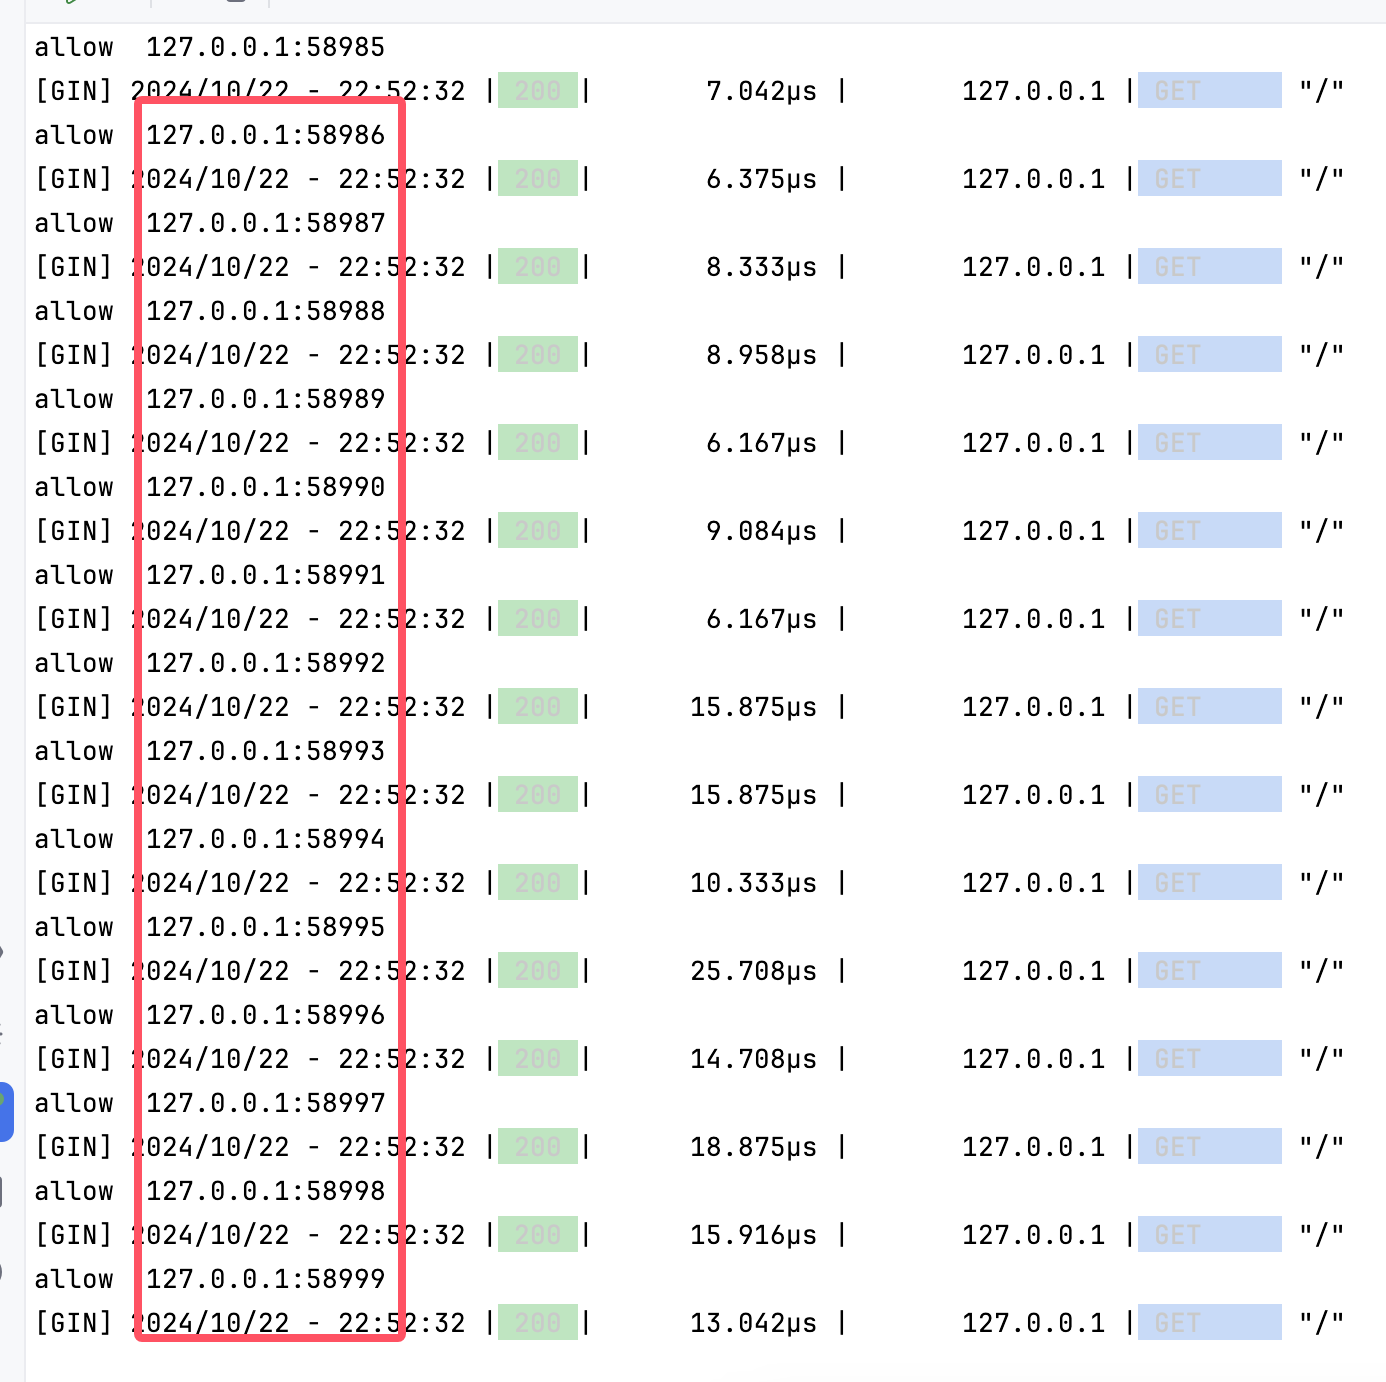 allow  127.0.0.1:58985
[GIN] 2024/10/22 - 22:52:32 | 200 |       7.042µs |       127.0.0.1 | GET      "/"
allow  127.0.0.1:58986
[GIN] 2024/10/22 - 22:52:32 | 200 |       6.375µs |       127.0.0.1 | GET      "/"
allow  127.0.0.1:58987
[GIN] 2024/10/22 - 22:52:32 | 200 |       8.333µs |       127.0.0.1 | GET      "/"
allow  127.0.0.1:58988
[GIN] 2024/10/22 - 22:52:32 | 200 |       8.958µs |       127.0.0.1 | GET      "/"
allow  127.0.0.1:58989
[GIN] 2024/10/22 - 22:52:32 | 200 |       6.167µs |       127.0.0.1 | GET      "/"
allow  127.0.0.1:58990
[GIN] 2024/10/22 - 22:52:32 | 200 |       9.084µs |       127.0.0.1 | GET      "/"
allow  127.0.0.1:58991
[GIN] 2024/10/22 - 22:52:32 | 200 |       6.167µs |       127.0.0.1 | GET      "/"
allow  127.0.0.1:58992
[GIN] 2024/10/22 - 22:52:32 | 200 |      15.875µs |       127.0.0.1 | GET      "/"
allow  127.0.0.1:58993
[GIN] 2024/10/22 - 22:52:32 | 200 |      15.875µs |       127.0.0.1 | GET      "/"
allow  127.0.0.1:58994
[GIN] 2024/10/22 - 22:52:32 | 200 |      10.333µs |       127.0.0.1 | GET      "/"
allow  127.0.0.1:58995
[GIN] 2024/10/22 - 22:52:32 | 200 |      25.708µs |       127.0.0.1 | GET      "/"
allow  127.0.0.1:58996
[GIN] 2024/10/22 - 22:52:32 | 200 |      14.708µs |       127.0.0.1 | GET      "/"
allow  127.0.0.1:58997
[GIN] 2024/10/22 - 22:52:32 | 200 |      18.875µs |       127.0.0.1 | GET      "/"
allow  127.0.0.1:58998
[GIN] 2024/10/22 - 22:52:32 | 200 |      15.916µs |       127.0.0.1 | GET      "/"
allow  127.0.0.1:58999
[GIN] 2024/10/22 - 22:52:32 | 200 |      13.042µs |       127.0.0.1 | GET      "/"